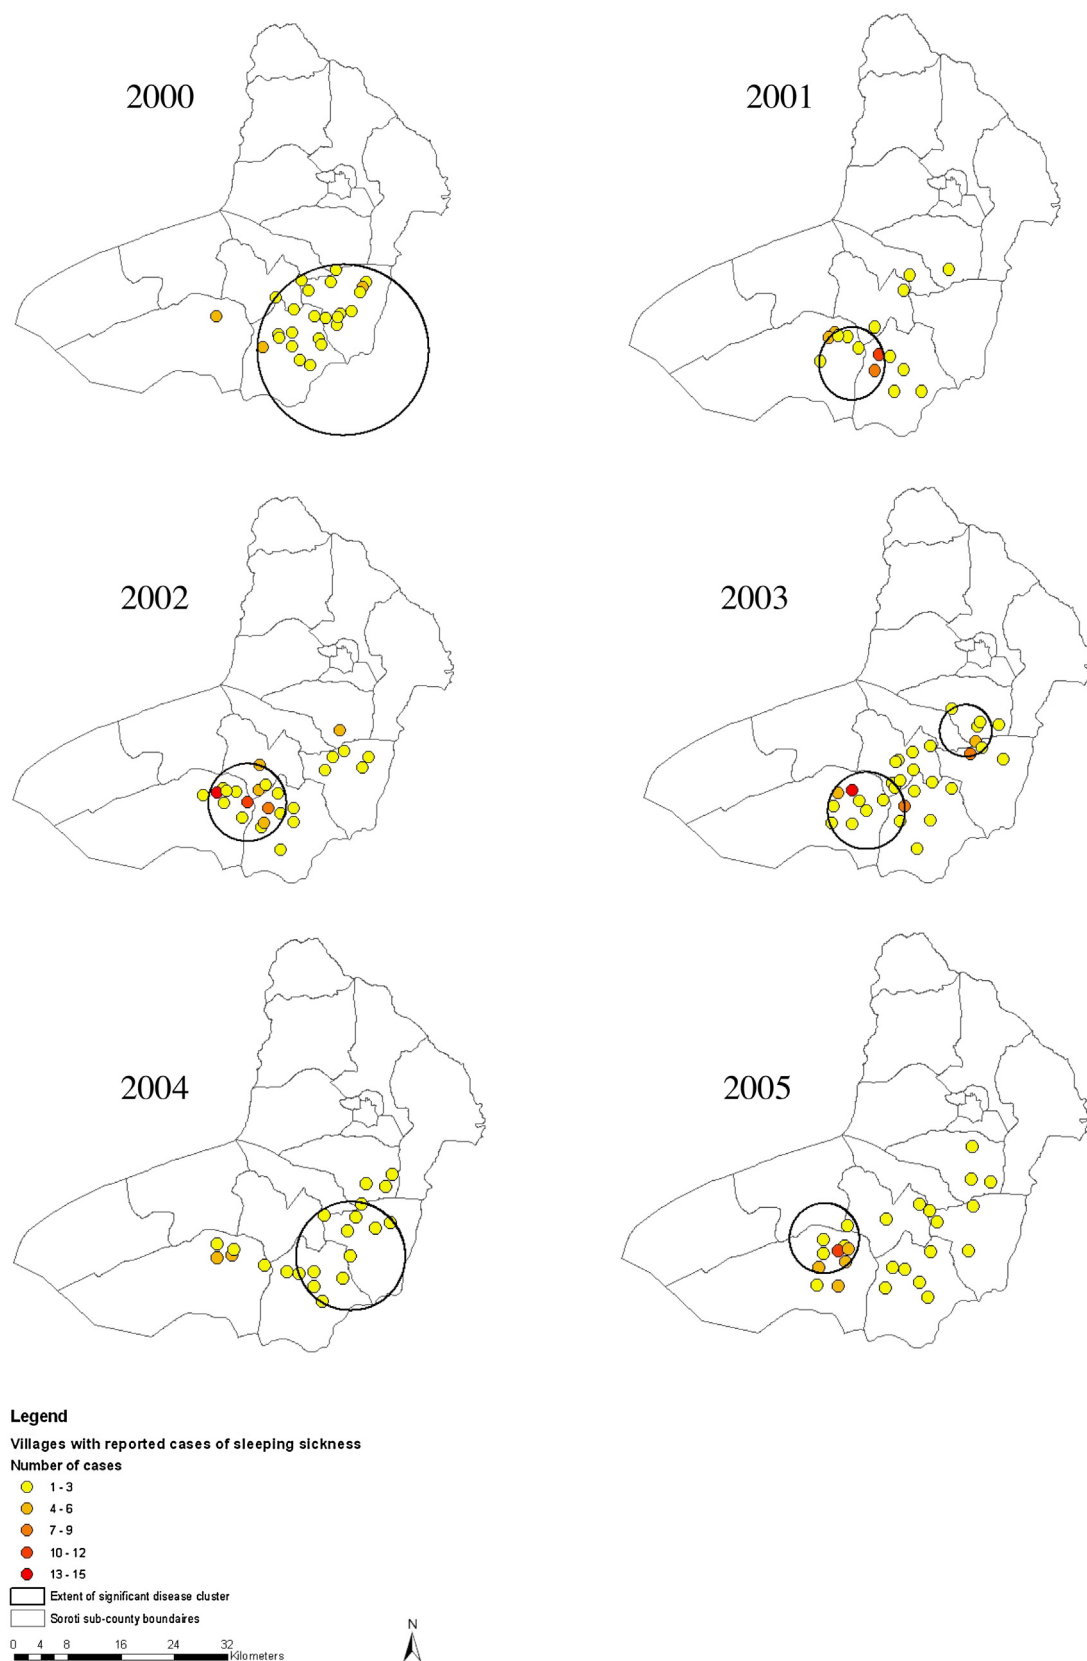 2000
2001
2002
2003
2004
2005
Legend
Villages with reported cases of sleeping sickness
Number of cases
1 - 3
4 - 6
7 - 9
10 - 12
13 - 15
Extent of significant disease cluster
Soroti sub-county boundaires
N
0 4 8 16 24 32
Kilometers